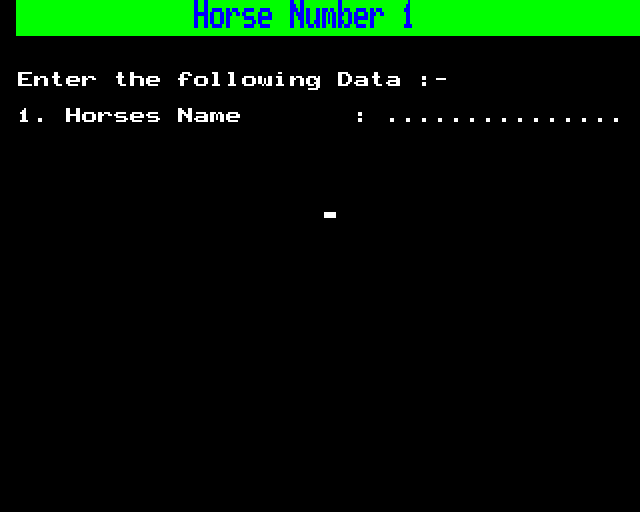 Horse Number 1
Enter the following Data :-
1. Horses Name : ...............